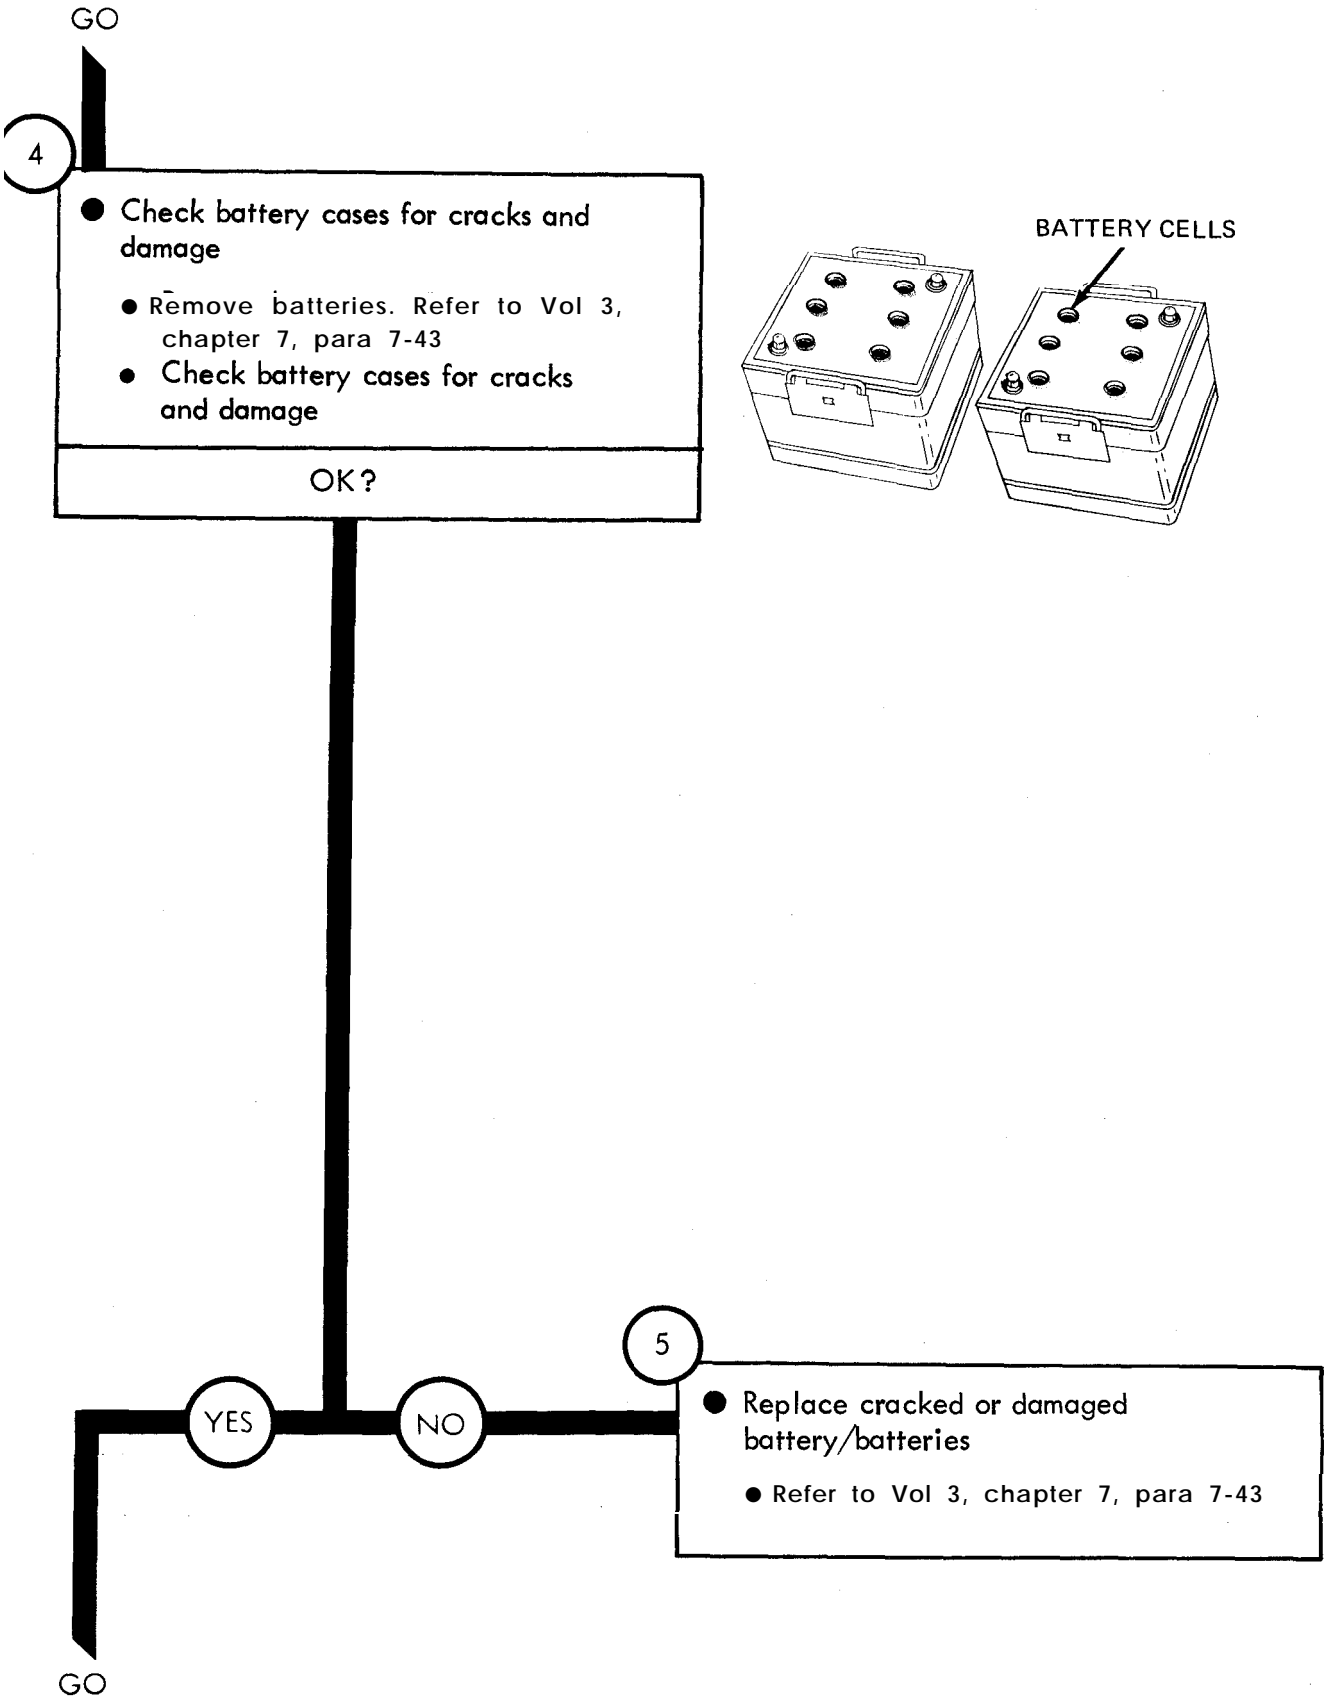 GO
4
● Check battery cases for cracks and
damage
● Remove batteries. Refer to Vol 3,
chapter 7, para 7-43
● Check battery cases for cracks
and damage
OK?
BATTERY CELLS
YES
NO
5
● Replace cracked or damaged
battery/batteries
● Refer to Vol 3, chapter 7, para 7-43
GO